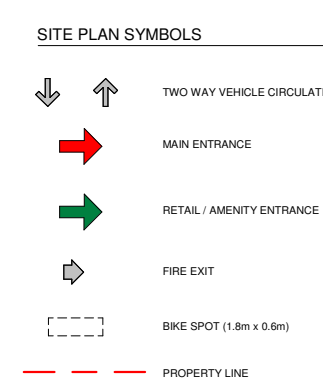 SITE PLAN SYMBOLS
TWO WAY VEHICLE
MAIN ENTRANCE
RETAIL / AMENITY ENTRANCE
FIRE EXIT
BIKE SPOT (1.8m x 0.6m)
PROPERTY LINE